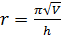 r = π√V / h